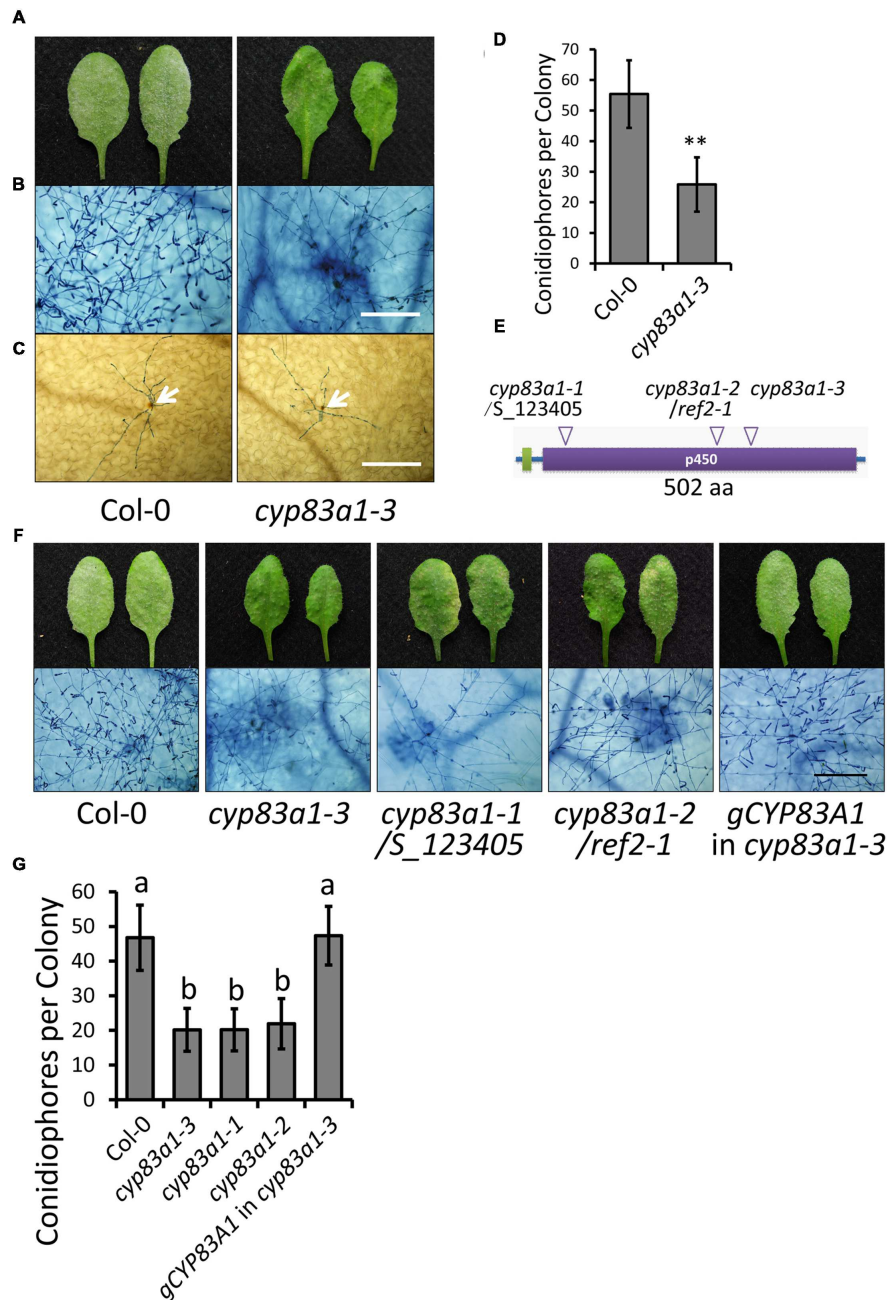 A
B
C
Col-0
cyp83a1-3
D
Conidiophores per Colony
70
60
50
40
30
20
10
0
**
Col-0
cyp83a1-3
E
cyp83a1-1
/S_123405
cyp83a1-2
/ref2-1
cyp83a1-3
p450
502 aa
F
Col-0
cyp83a1-3
cyp83a1-1
/S_123405
cyp83a1-2
/ref2-1
gCYP83A1
in cyp83a1-3
G
Conidiophores per Colony
60
50
40
30
20
10
0
a
b
b
b
a
Col-0
cyp83a1-3
cyp83a1-1
cyp83a1-2
gCYP83A1 in cyp83a1-3